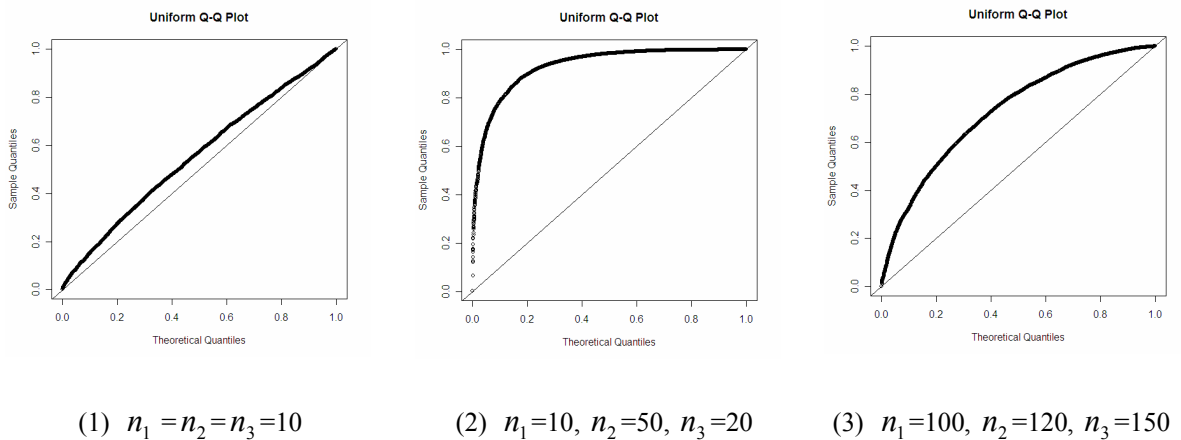 Uniform Q-Q Plot
Sample Quantiles
0.0 0.2 0.4 0.6 0.8 1.0
0.0 0.2 0.4 0.6 0.8 1.0
Theoretical Quantiles
(1) n₁ = n₂ = n₃ =10
Uniform Q-Q Plot
Sample Quantiles
0.0 0.2 0.4 0.6 0.8 1.0
0.0 0.2 0.4 0.6 0.8 1.0
Theoretical Quantiles
(2) n₁=10, n₂=50, n₃=20
Uniform Q-Q Plot
Sample Quantiles
0.0 0.2 0.4 0.6 0.8 1.0
0.0 0.2 0.4 0.6 0.8 1.0
Theoretical Quantiles
(3) n₁=100, n₂=120, n₃=150